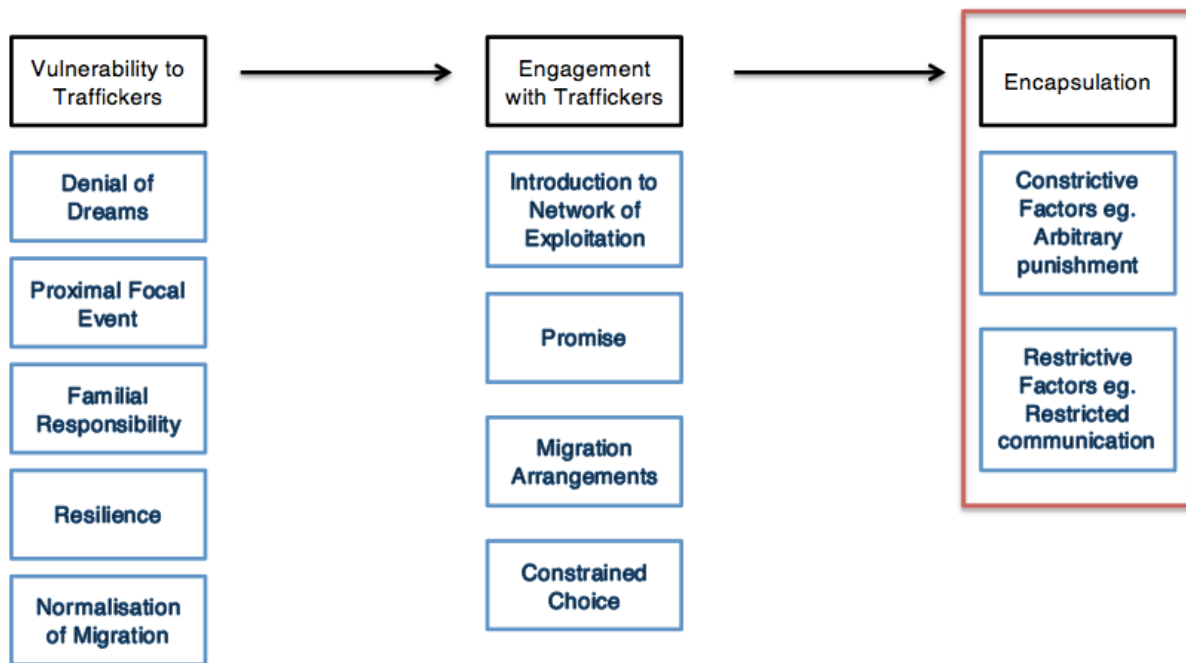 Vulnerability to
Traffickers
Denial of
Dreams
Proximal Focal
Event
Familial
Responsibility
Resilience
Normalisation
of Migration
Engagement
with Traffickers
Introduction to
Network of
Exploitation
Promise
Migration
Arrangements
Constrained
Choice
Encapsulation
Constrictive
Factors eg.
Arbitrary
punishment
Restrictive
Factors eg.
Restricted
communication